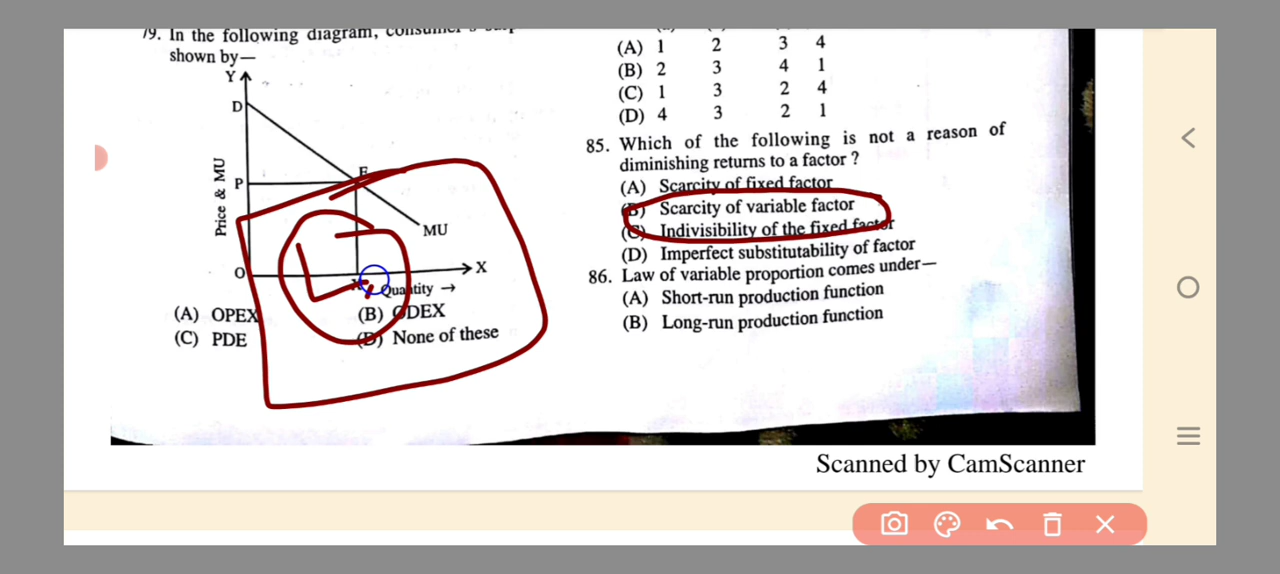 79. In the following diagram,
shown by—
Y
D
P
E
Price & MU
MU
O
X
Quantity →
(A) OPEX
(B) ODEX
(C) PDE
(D) None of these
(A) 1 2 3 4
(B) 2 3 4 1
(C) 1 3 2 4
(D) 4 3 2 1
85. Which of the following is not a reason of
diminishing returns to a factor ?
(A) Scarcity of fixed factor
(B) Scarcity of variable factor
(C) Indivisibility of the fixed factor
(D) Imperfect substitutability of factor
86. Law of variable proportion comes under—
(A) Short-run production function
(B) Long-run production function
Scanned by CamScanner